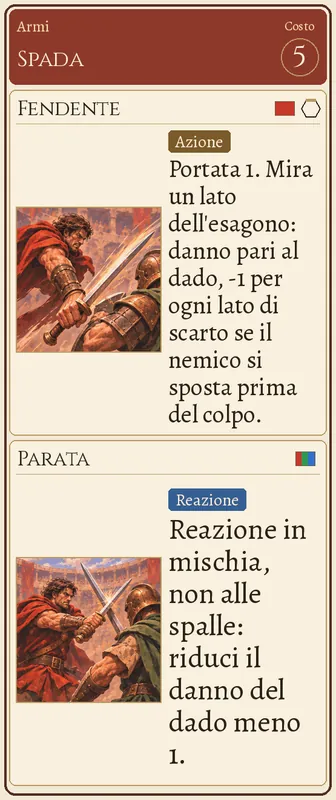 Armi
Costo
Spada
5
Fendente
Azione
Portata 1. Mira
un lato
dell'esagono:
danno pari al
dado, -1 per
ogni lato di
scarto se il
nemico si
sposta prima
del colpo.
Parata
Reazione
Reazione in
mischia,
non alle
spalle:
riduci il
danno del
dado meno
1.